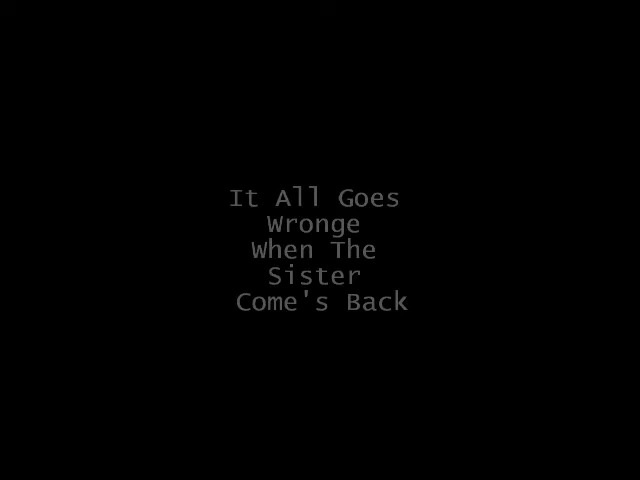 It All Goes
Wronge
When The
Sister
Come's Back